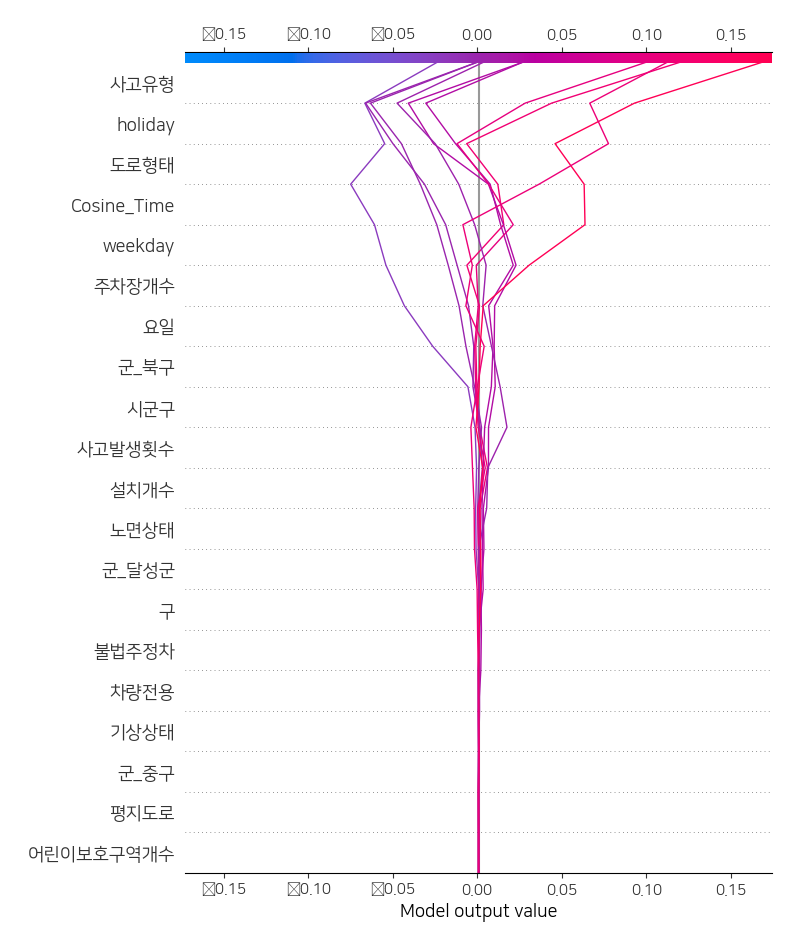 0.15 0.10 0.05 0.00 0.05 0.10 0.15
사고유형
holiday
도로형태
Cosine_Time
weekday
주차장개수
요일
군_북구
시군구
사고발생횟수
설치개수
노면상태
군_달성군
구
불법주정차
차량전용
기상상태
군_중구
평지도로
어린이보호구역개수
0.15 0.10 0.05 0.00 0.05 0.10 0.15
Model output value